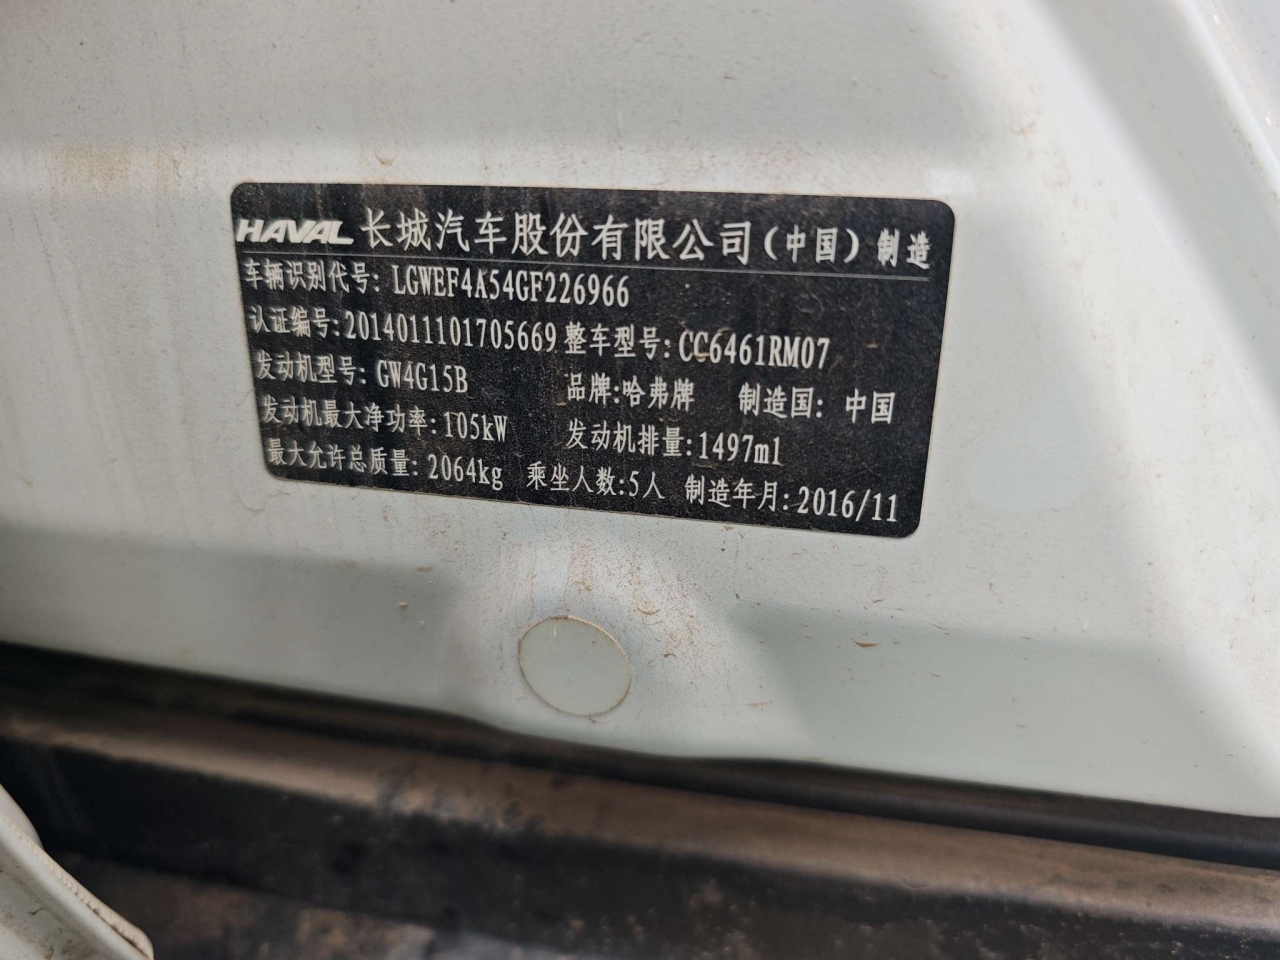 HAVAL 长城汽车股份有限公司(中国)制造
车辆识别代号: LGWEF4A54GF226966
认证编号:2014011101705669 整车型号:CC6461RM07
发动机型号: GW4G15B 品牌:哈弗牌 制造国: 中国
发动机最大净功率:105kW 发动机排量:1497ml
最大允许总质量: 2064kg 乘坐人数:5人 制造年月:2016/11